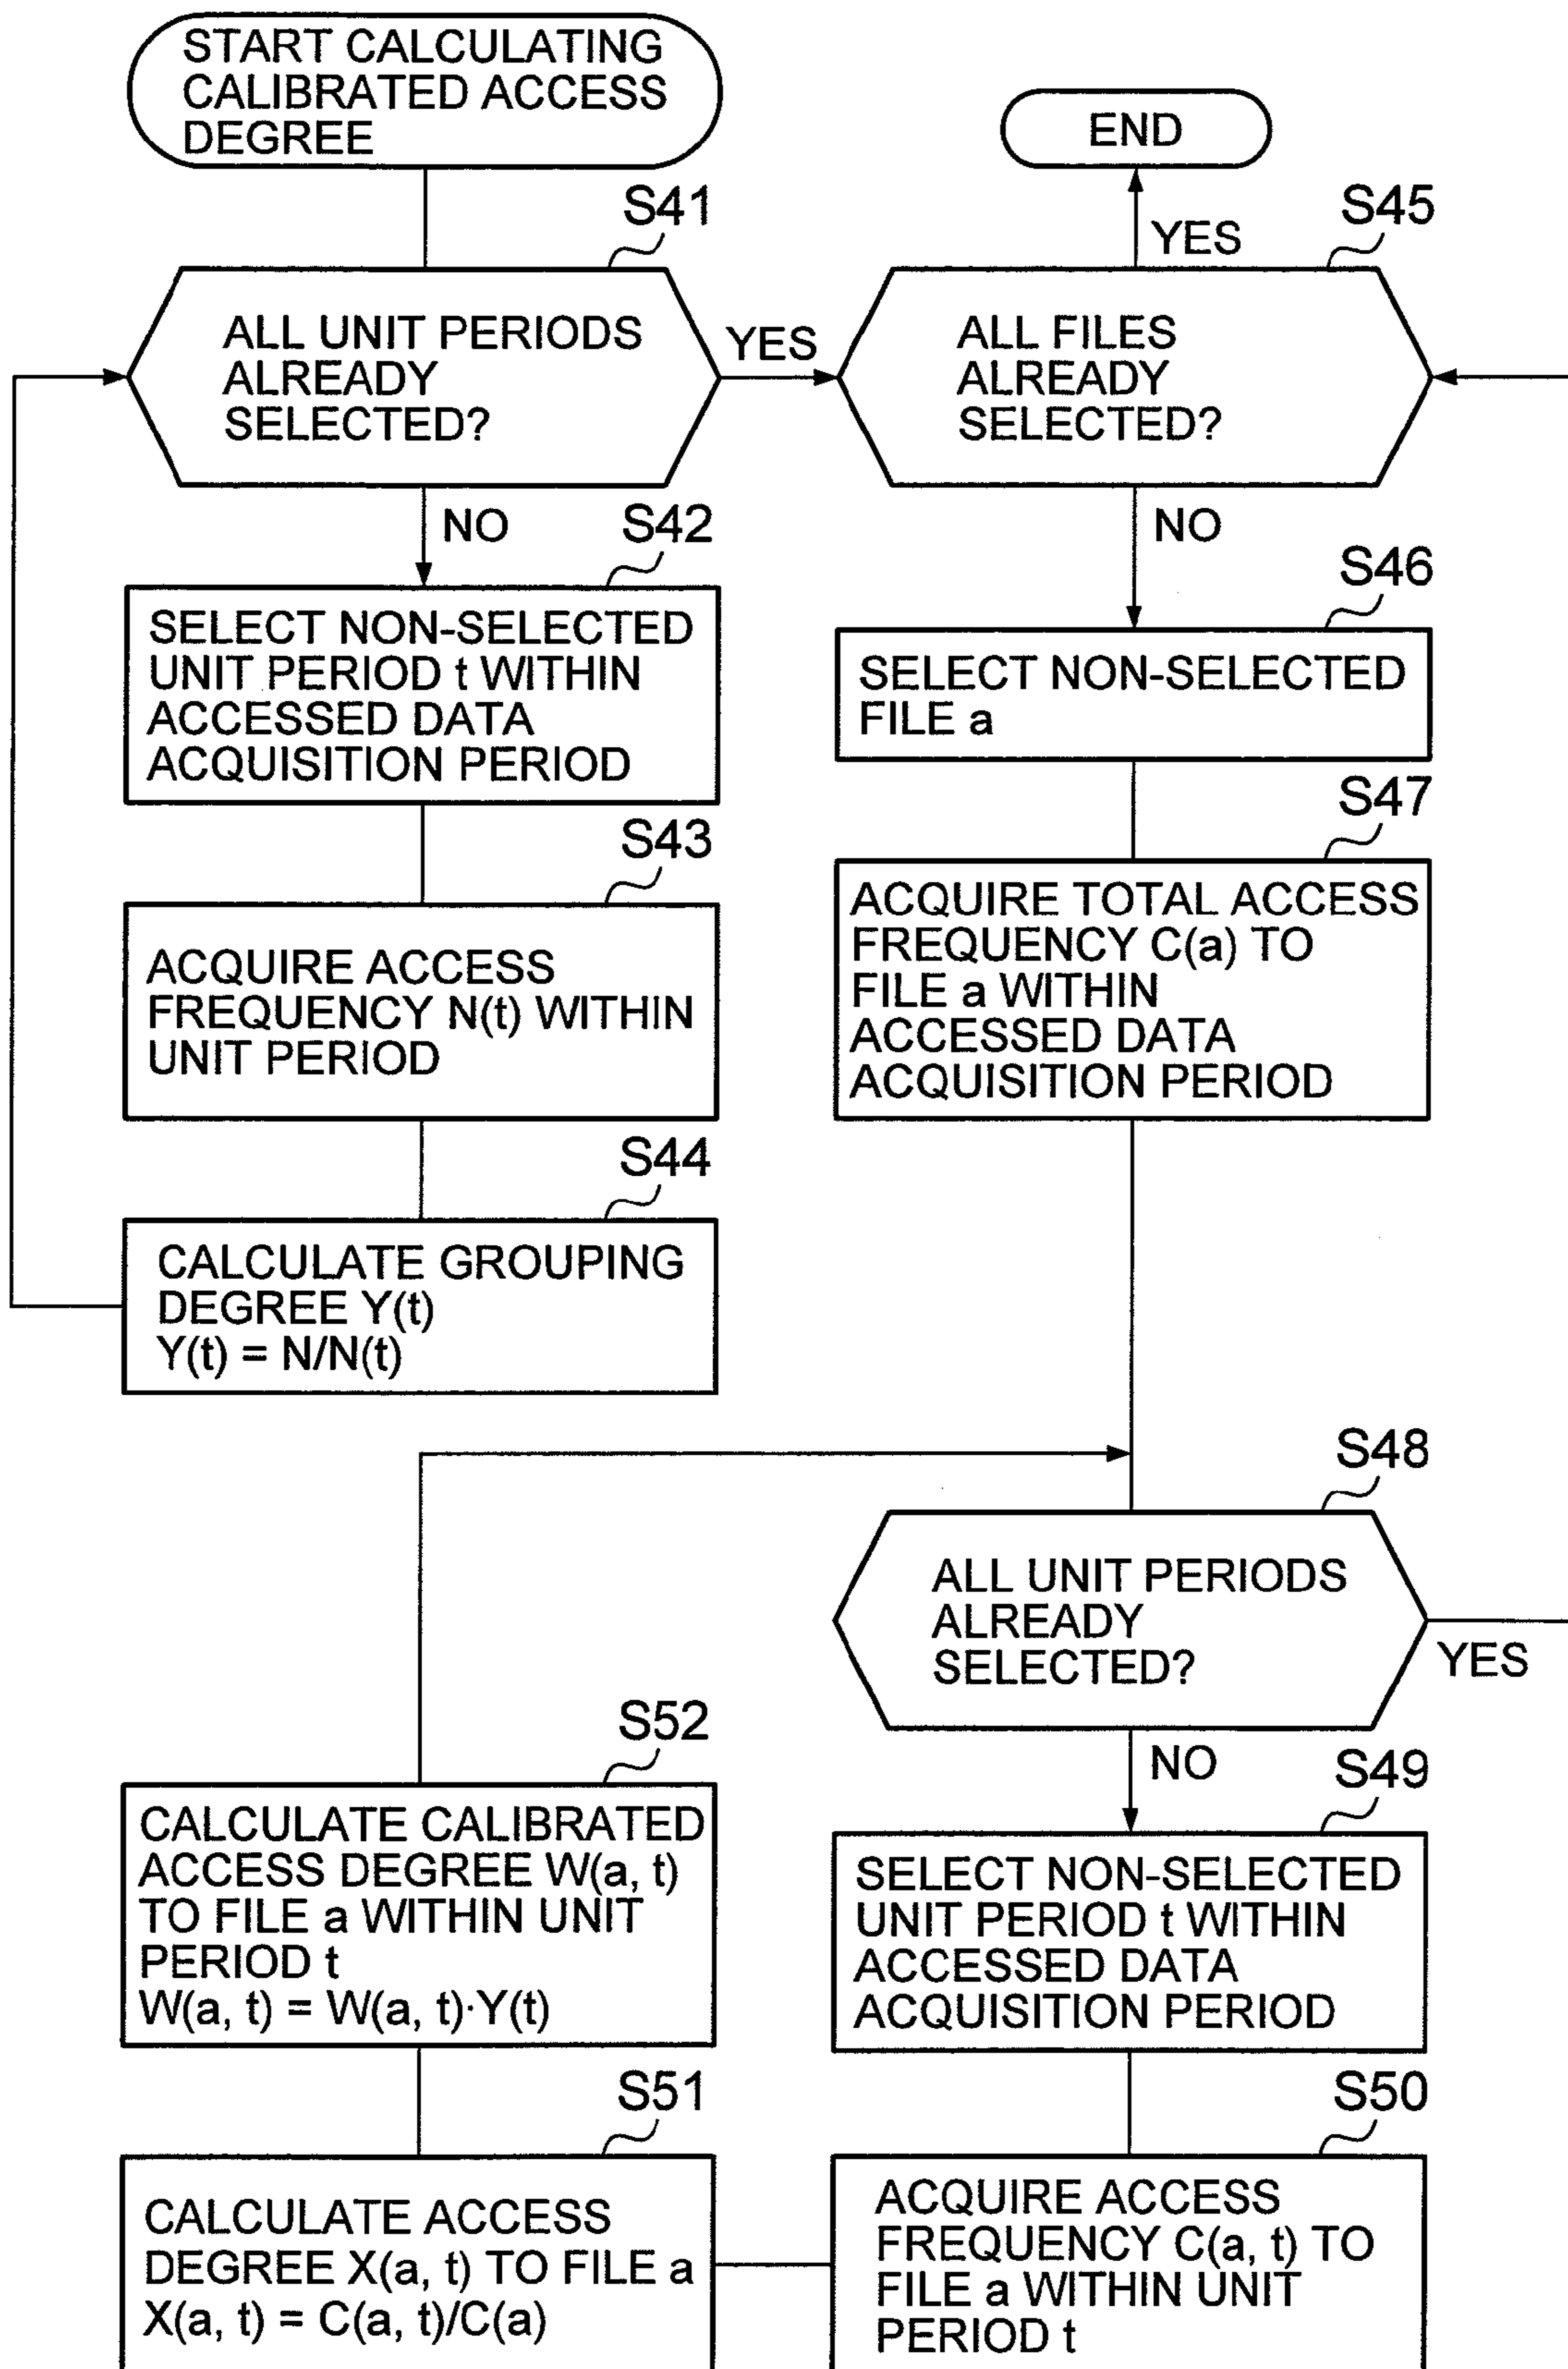 START CALCULATING
CALIBRATED ACCESS
DEGREE
S41
ALL UNIT PERIODS
ALREADY
SELECTED?
YES
NO
S42
SELECT NON-SELECTED
UNIT PERIOD t WITHIN
ACCESSED DATA
ACQUISITION PERIOD
S43
ACQUIRE ACCESS
FREQUENCY N(t) WITHIN
UNIT PERIOD
S44
CALCULATE GROUPING
DEGREE Y(t)
Y(t) = N/N(t)
END
YES
S45
ALL FILES
ALREADY
SELECTED?
NO
S46
SELECT NON-SELECTED
FILE a
S47
ACQUIRE TOTAL ACCESS
FREQUENCY C(a) TO
FILE a WITHIN
ACCESSED DATA
ACQUISITION PERIOD
S48
ALL UNIT PERIODS
ALREADY
SELECTED?
YES
NO
S49
SELECT NON-SELECTED
UNIT PERIOD t WITHIN
ACCESSED DATA
ACQUISITION PERIOD
S50
ACQUIRE ACCESS
FREQUENCY C(a, t) TO
FILE a WITHIN UNIT
PERIOD t
S51
CALCULATE ACCESS
DEGREE X(a, t) TO FILE a
X(a, t) = C(a, t)/C(a)
S52
CALCULATE CALIBRATED
ACCESS DEGREE W(a, t)
TO FILE a WITHIN UNIT
PERIOD t
W(a, t) = W(a, t)·Y(t)